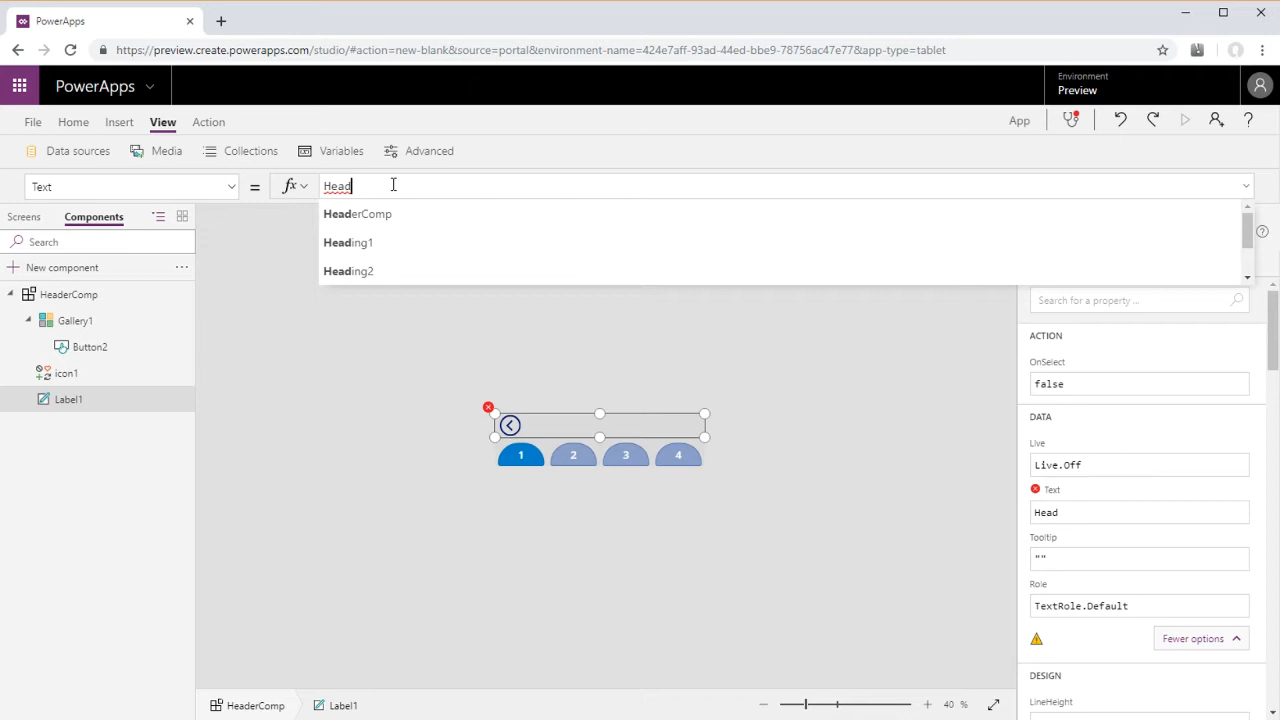 PowerApps
https://preview.create.powerapps.com/studio/#action=new-blank&source=portal&environment-name=424e7aff-93ad-44ed-bbe9-78756ac47e77&app-type=tablet
PowerApps
Environment
Preview
File Home Insert View Action
App
?
Data sources Media Collections Variables Advanced
Text = fx Head
HeaderComp
Heading1
Heading2
Screens Components
Search
New component ...
HeaderComp
Gallery1
Button2
icon1
Label1
1 2 3 4
Search for a property ...
ACTION
OnSelect
false
DATA
Live
Live.Off
Text
Head
Tooltip
""
Role
TextRole.Default
Fewer options
DESIGN
LineHeight
HeaderComp Label1
40 %